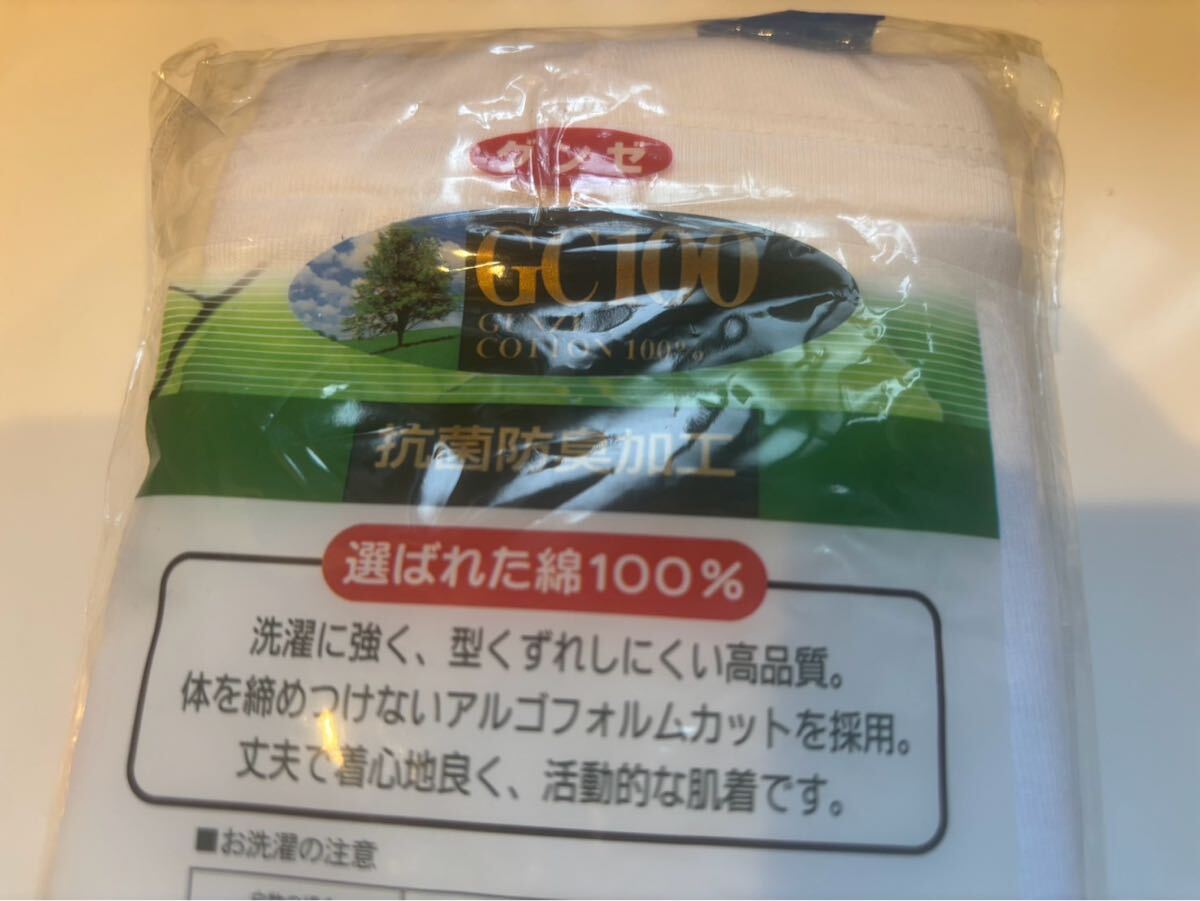 グンゼ
GC100
GUNZE
COTTON 100%
抗菌防臭加工
選ばれた綿100%
洗濯に強く、型くずれしにくい高品質。
体を締めつけないアルゴフォルムカットを採用。
丈夫で着心地良く、活動的な肌着です。
■お洗濯の注意